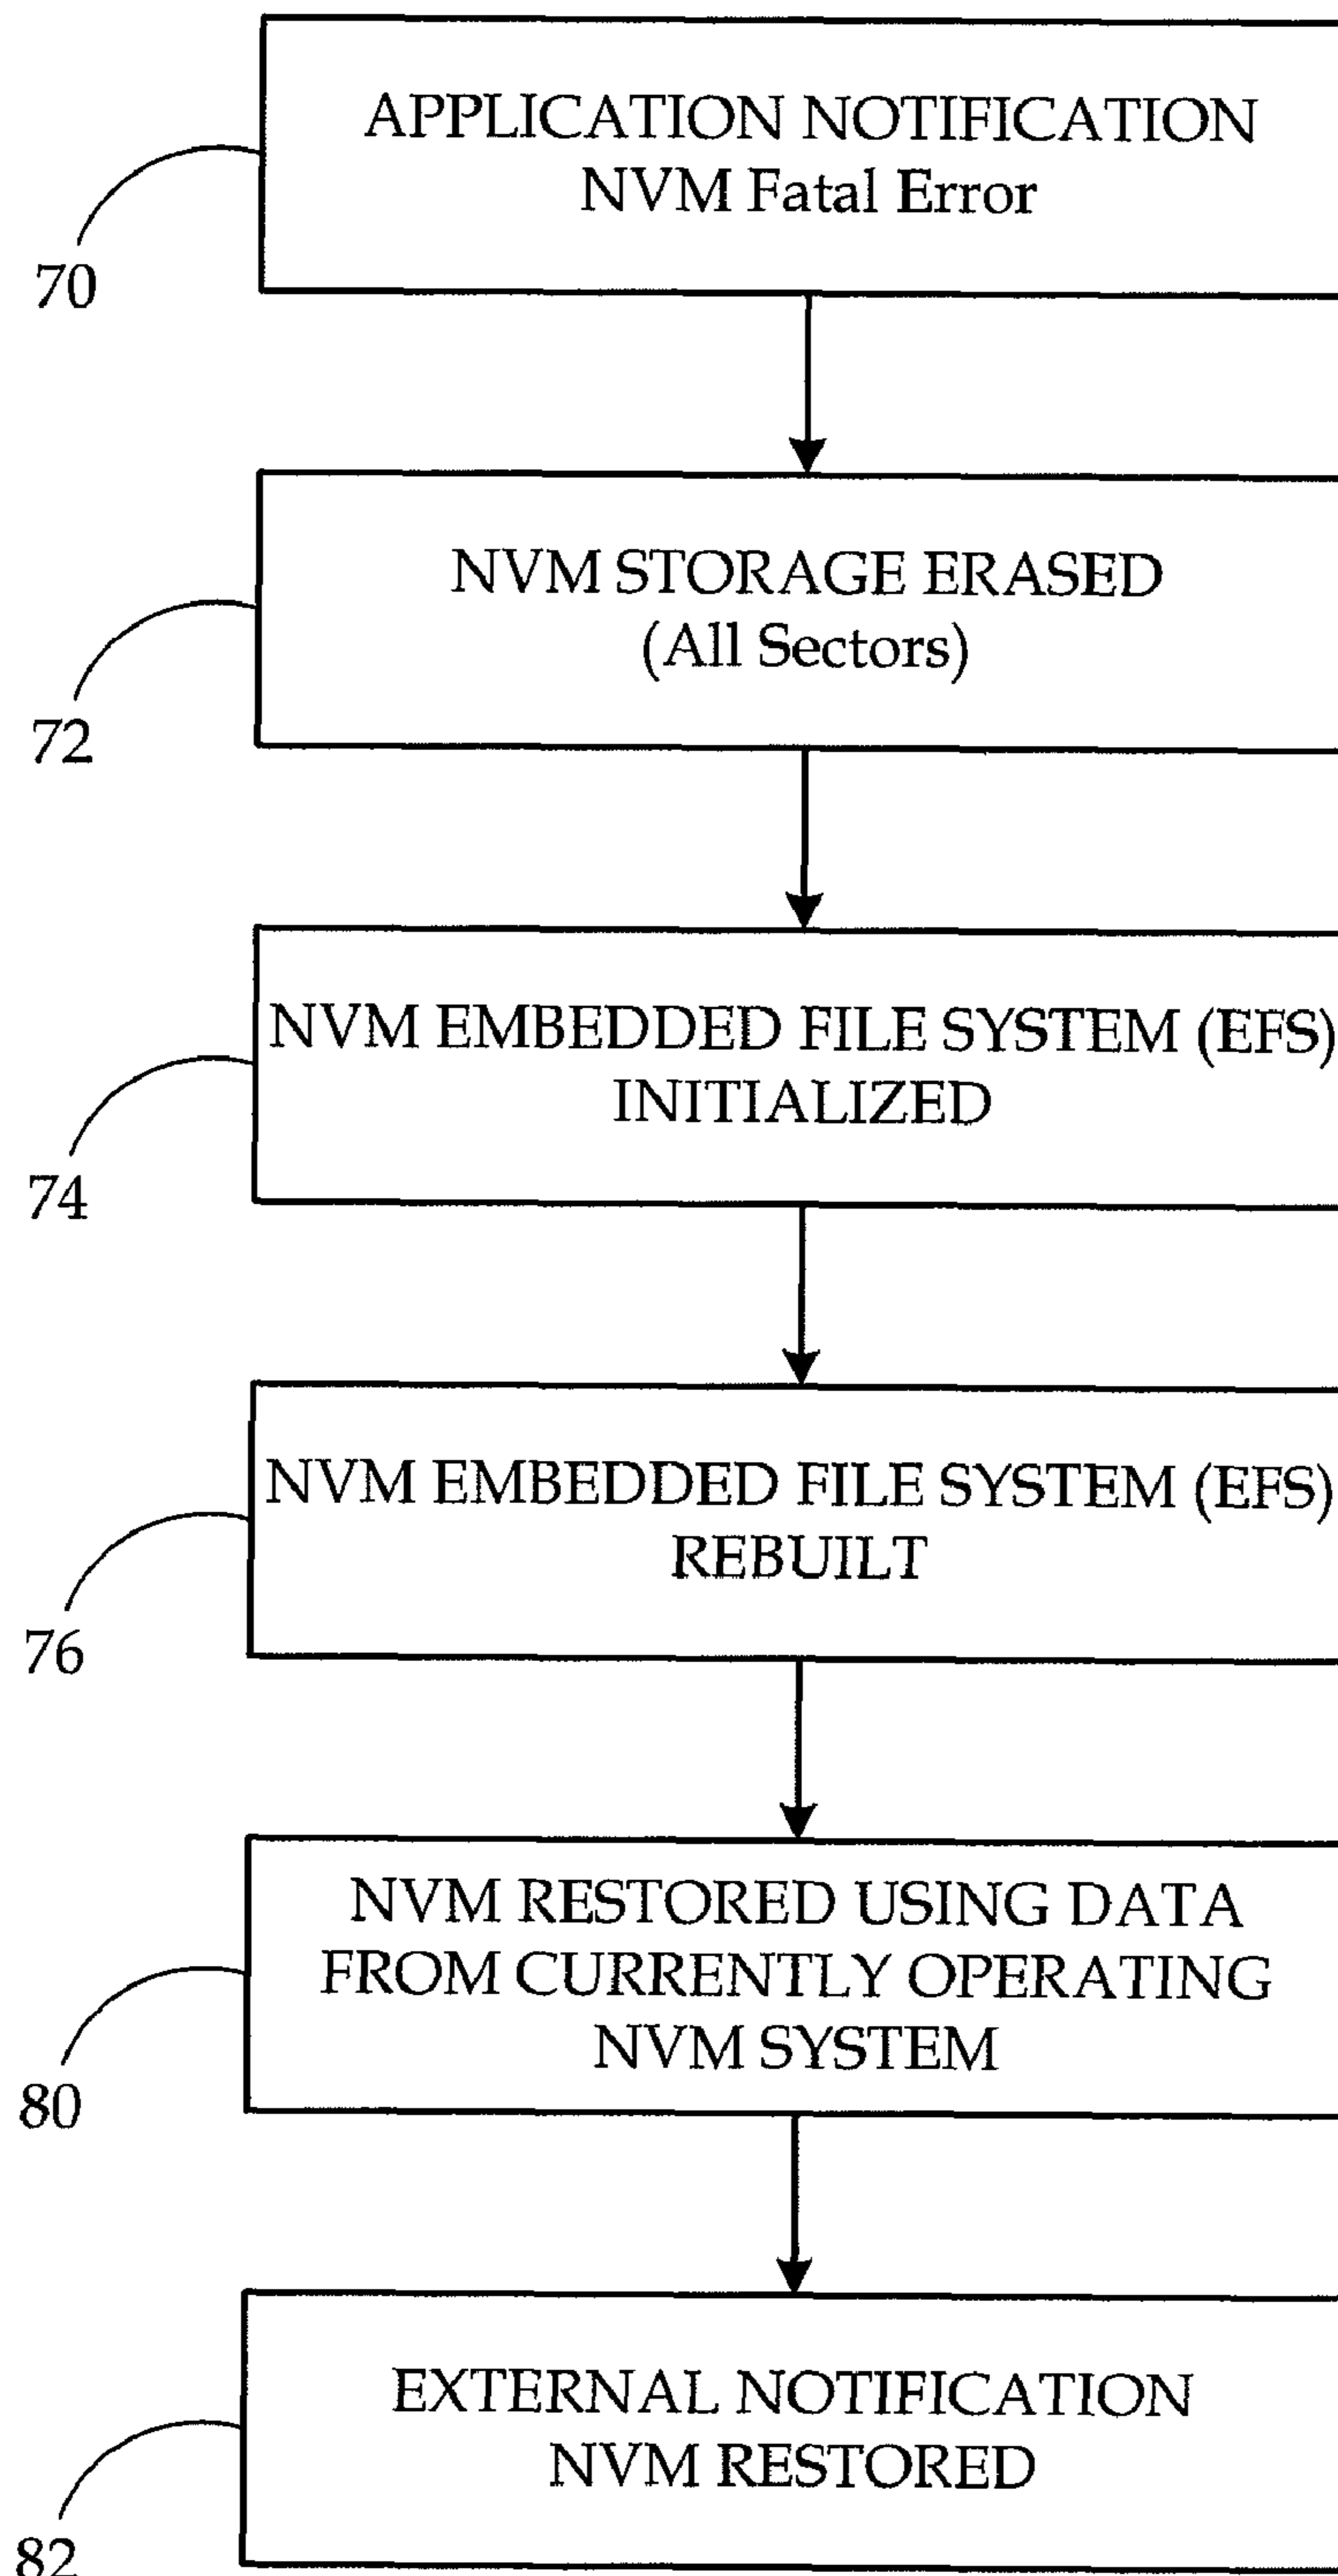 APPLICATION NOTIFICATION
NVM Fatal Error
70
NVM STORAGE ERASED
(All Sectors)
72
NVM EMBEDDED FILE SYSTEM (EFS)
INITIALIZED
74
NVM EMBEDDED FILE SYSTEM (EFS)
REBUILT
76
NVM RESTORED USING DATA
FROM CURRENTLY OPERATING
NVM SYSTEM
80
EXTERNAL NOTIFICATION
NVM RESTORED
82